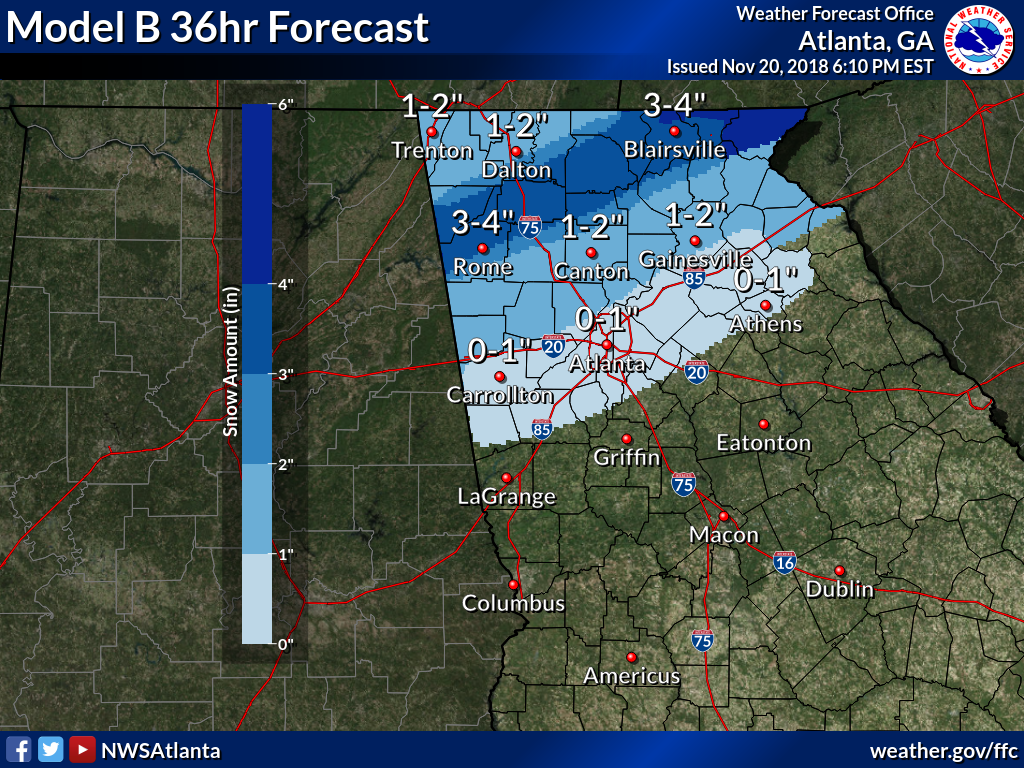 Model B 36hr Forecast
Weather Forecast Office
Atlanta, GA
Issued Nov 20, 2018 6:10 PM EST
NATIONAL WEATHER SERVICE
6"
4"
3"
2"
1"
0"
Snow Amount (in)
1-2"
Trenton
1-2"
Dalton
3-4"
Blairsville
3-4"
Rome
75
1-2"
Canton
1-2"
Gainesville
85
0-1"
Athens
0-1"
Atlanta
20
0-1"
Carrollton
20
85
Griffin
Eatonton
LaGrange
75
Macon
16
Dublin
Columbus
75
Americus
NWSAtlanta
weather.gov/ffc